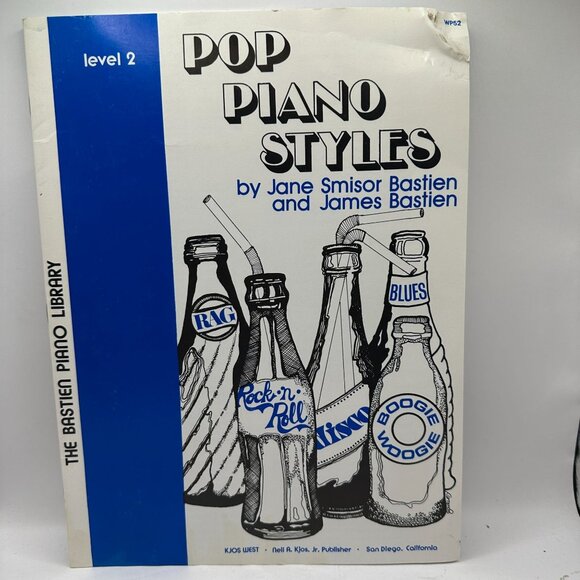 WP52
level 2
POP
PIANO
STYLES
by Jane Smisor Bastien
and James Bastien
THE BASTIEN PIANO LIBRARY
RAG
Rock·n·
Roll
Disco
BLUES
BOOGIE
WOOGIE
KJOS WEST · Neil A. Kjos, Jr. Publisher · San Diego, California